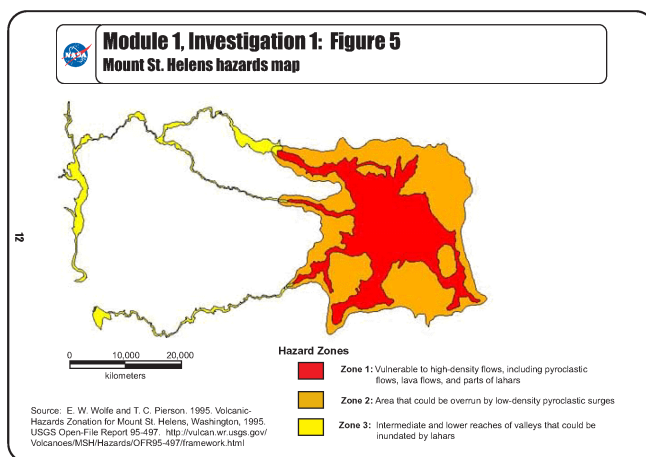 NASA
Module 1, Investigation 1: Figure 5
Mount St. Helens hazards map
12
0 10,000 20,000
kilometers
Hazard Zones
Zone 1: Vulnerable to high-density flows, including pyroclastic
flows, lava flows, and parts of lahars
Zone 2: Area that could be overrun by low-density pyroclastic surges
Zone 3: Intermediate and lower reaches of valleys that could be
inundated by lahars
Source: E. W. Wolfe and T. C. Pierson. 1995. Volcanic-
Hazards Zonation for Mount St. Helens, Washington, 1995.
USGS Open-File Report 95-497. http://vulcan.wr.usgs.gov/
Volcanoes/MSH/Hazards/OFR95-497/framework.html